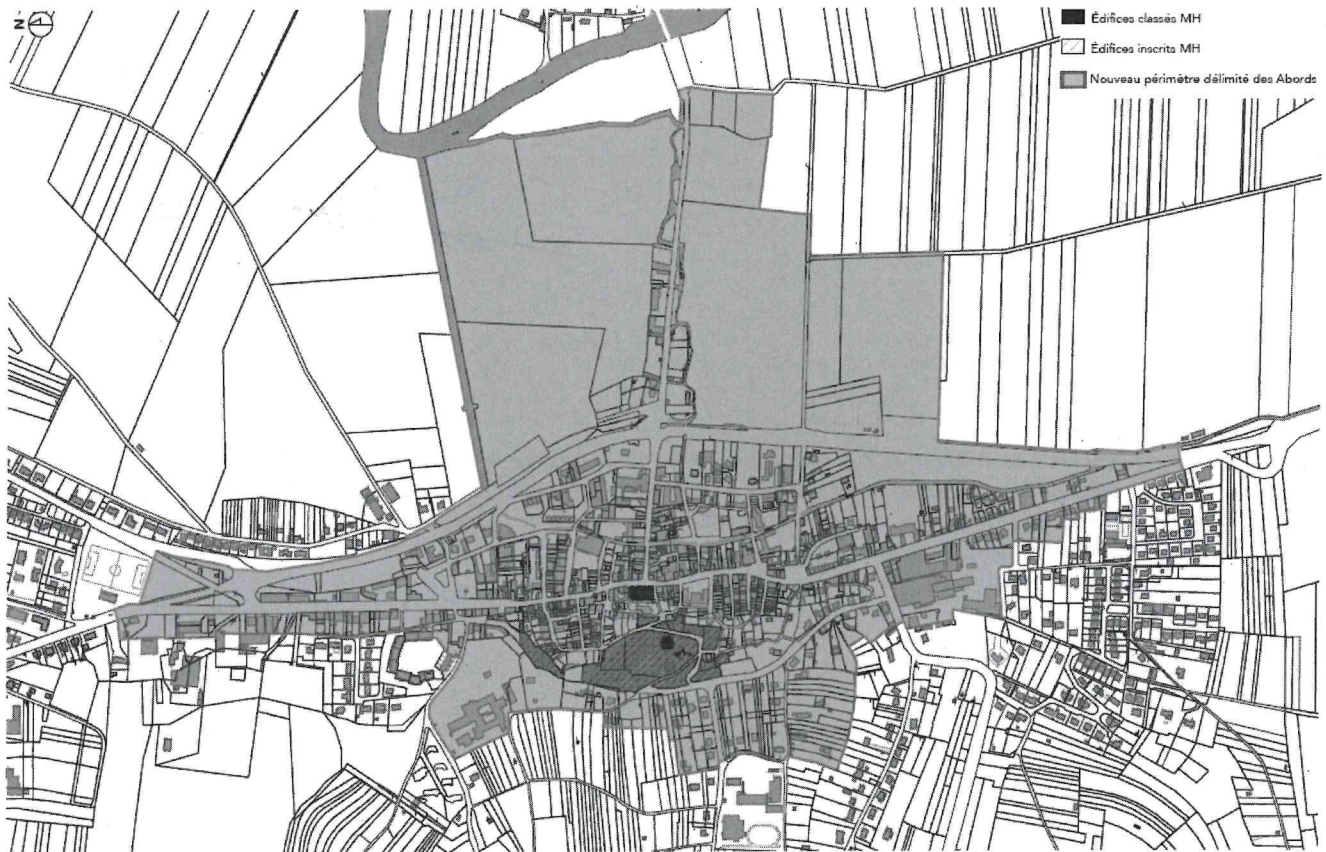 N
Édifices classés MH
Édifices inscrits MH
Nouveau périmètre délimité des Abords